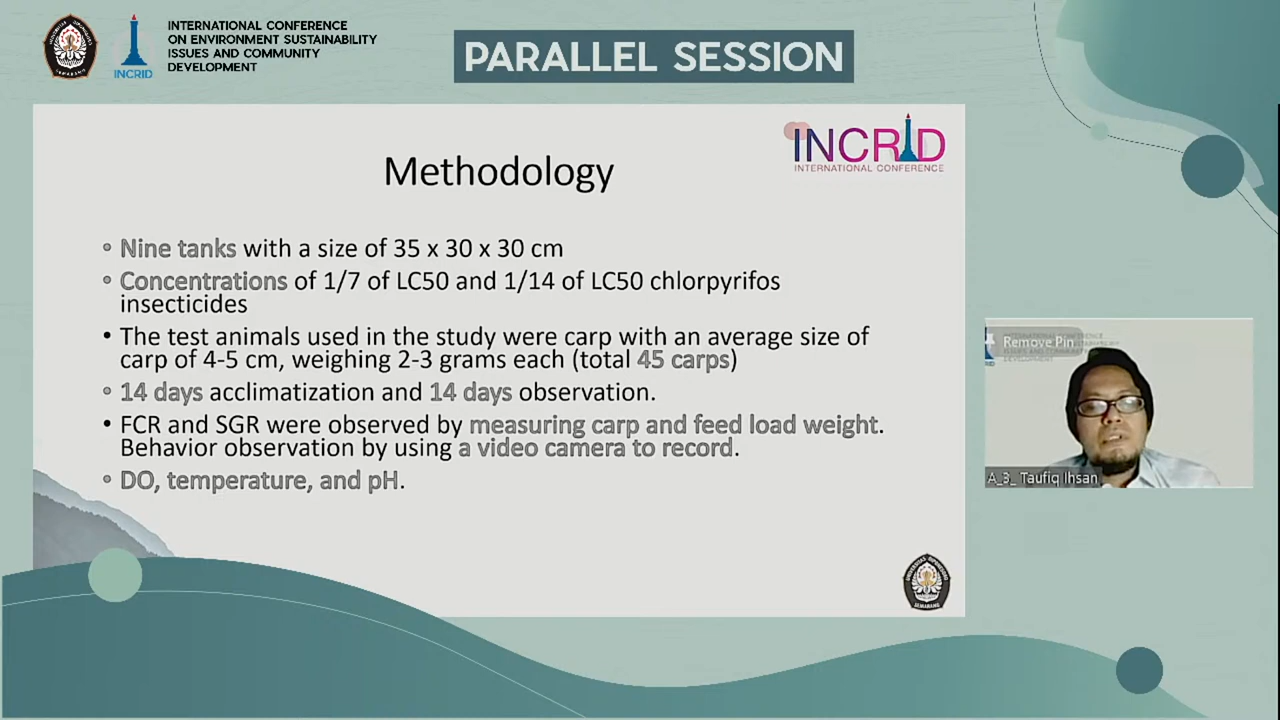 INTERNATIONAL CONFERENCE
ON ENVIRONMENT SUSTAINABILITY
ISSUES AND COMMUNITY
DEVELOPMENT
INCRID
PARALLEL SESSION
INCRID
INTERNATIONAL CONFERENCE
Methodology
• Nine tanks with a size of 35 x 30 x 30 cm
• Concentrations of 1/7 of LC50 and 1/14 of LC50 chlorpyrifos
insecticides
• The test animals used in the study were carp with an average size of
carp of 4-5 cm, weighing 2-3 grams each (total 45 carps)
• 14 days acclimatization and 14 days observation.
• FCR and SGR were observed by measuring carp and feed load weight.
Behavior observation by using a video camera to record.
• DO, temperature, and pH.
Remove Pin
A_3_ Taufiq Ihsan
SEMARANG